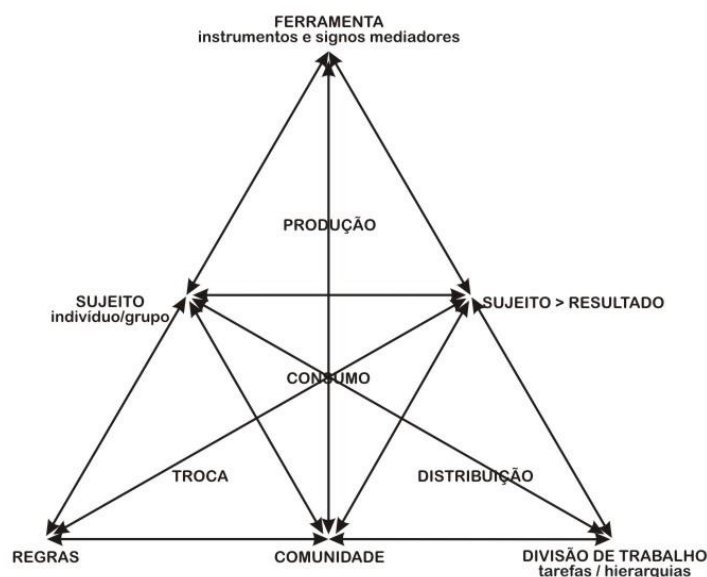 FERRAMENTA
instrumentos e signos mediadores
PRODUÇÃO
SUJEITO
indivíduo/grupo
SUJEITO > RESULTADO
CONSUMO
TROCA
DISTRIBUIÇÃO
REGRAS
COMUNIDADE
DIVISÃO DE TRABALHO
tarefas / hierarquias